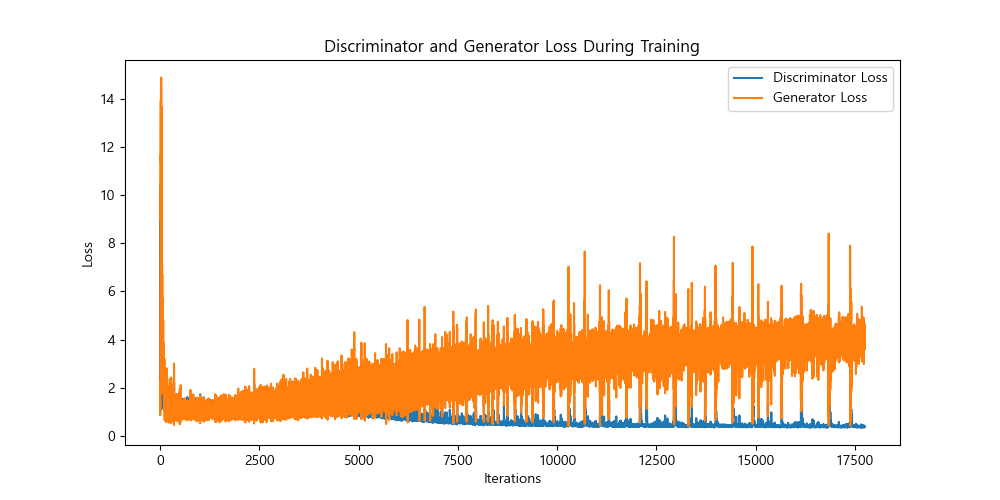 Discriminator and Generator Loss During Training
Discriminator Loss
Generator Loss
Loss
14
12
10
8
6
4
2
0
0 2500 5000 7500 10000 12500 15000 17500
Iterations